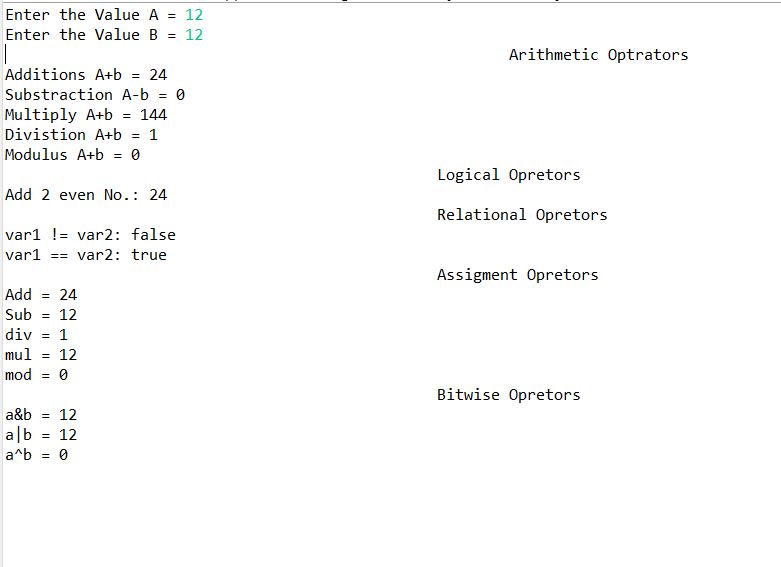 Enter the Value A = 12
Enter the Value B = 12
Arithmetic Optrators
Additions A+b = 24
Substraction A-b = 0
Multiply A+b = 144
Divistion A+b = 1
Modulus A+b = 0
Logical Opretors
Add 2 even No.: 24
Relational Opretors
var1 != var2: false
var1 == var2: true
Assigment Opretors
Add = 24
Sub = 12
div = 1
mul = 12
mod = 0
Bitwise Opretors
a&b = 12
a|b = 12
a^b = 0